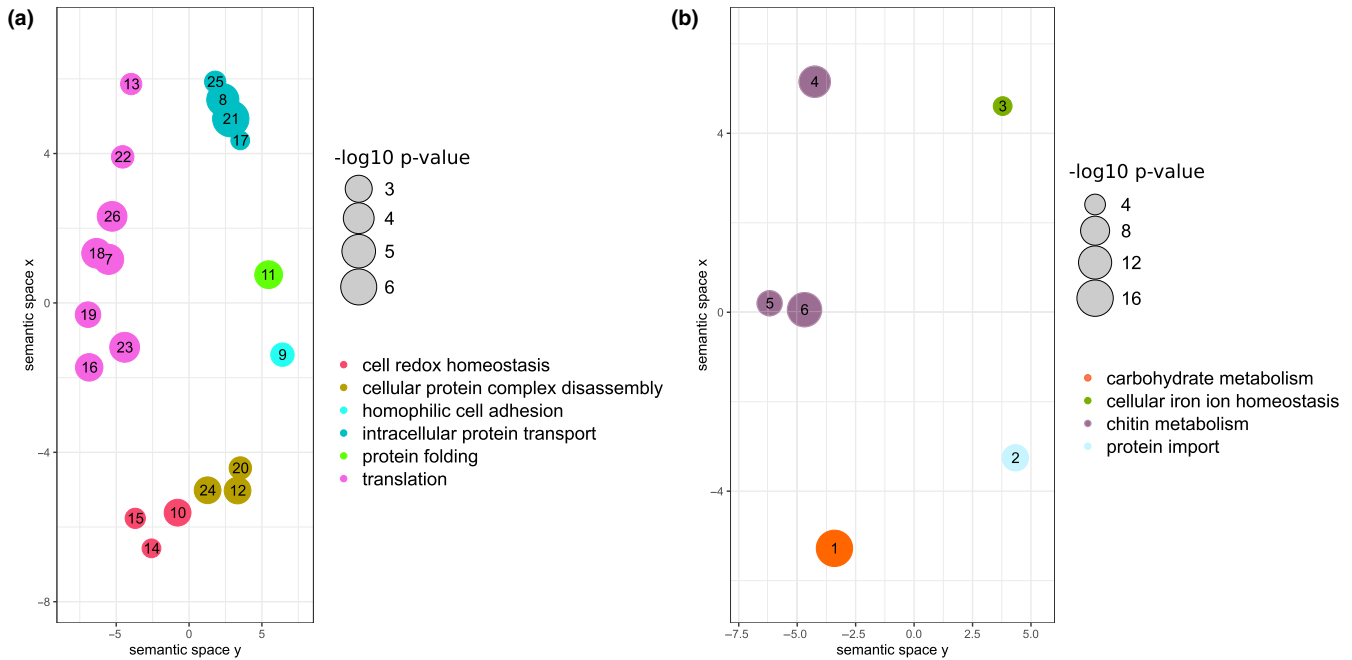 (a)
13
25
8
21
17
22
26
18
7
11
19
23
16
9
20
24
12
10
15
14
4
0
−4
−8
−5
0
5
semantic space x
semantic space y
-log10 p-value
3
4
5
6
cell redox homeostasis
cellular protein complex disassembly
homophilic cell adhesion
intracellular protein transport
protein folding
translation
(b)
4
3
5
6
2
1
4
0
−4
−7.5
−5.0
−2.5
0.0
2.5
5.0
semantic space x
semantic space y
-log10 p-value
4
8
12
16
carbohydrate metabolism
cellular iron ion homeostasis
chitin metabolism
protein import